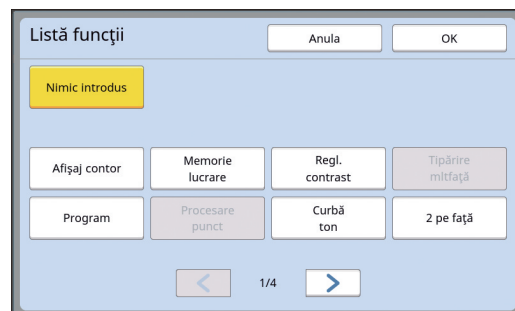 Listă funcţii
Anula
OK
Nimic introdus
Afişaj contor
Memorie
lucrare
Regl.
contrast
Tipărire
mltfaţă
Program
Procesare
punct
Curbă
ton
2 pe faţă
1/4